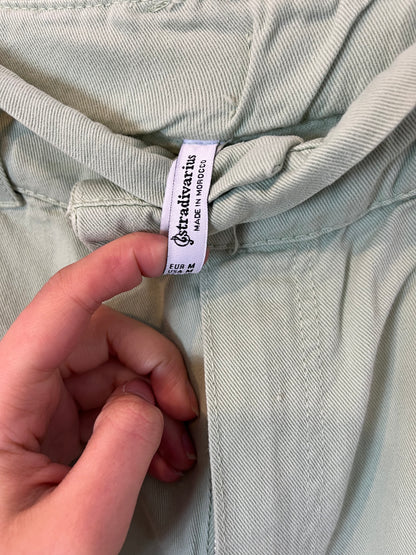 stradivarius
MADE IN MOROCCO
EUR M
USA M